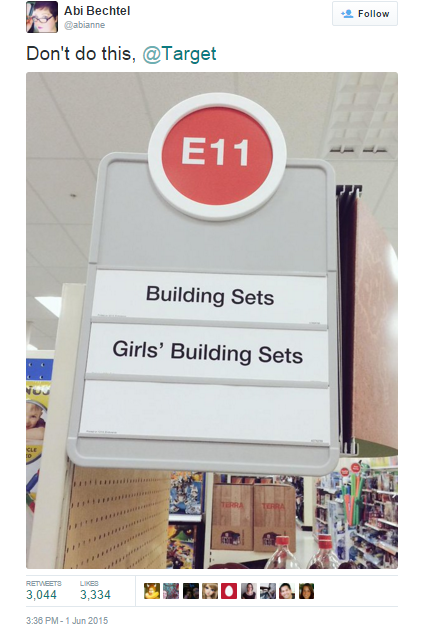 Abi Bechtel
@abianne
Follow
Don't do this, @Target
E11
Building Sets
Girls' Building Sets
RETWEETS
LIKES
3,044
3,334
3:36 PM - 1 Jun 2015